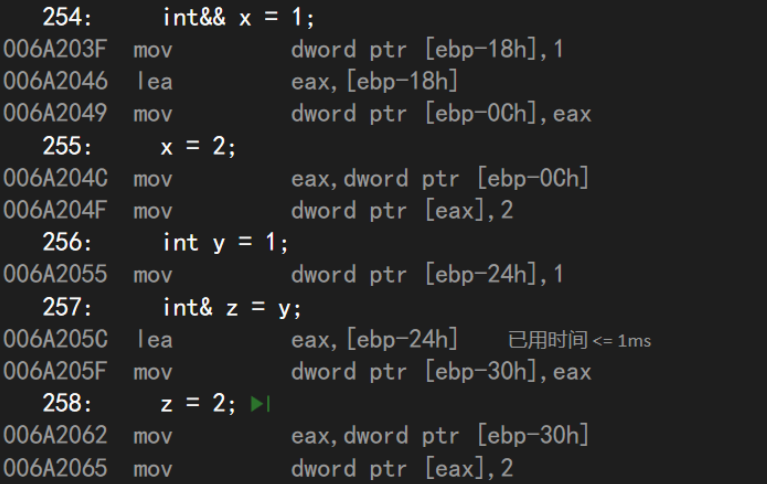 254:    int&& x = 1;
006A203F  mov         dword ptr [ebp-18h],1
006A2046  lea         eax,[ebp-18h]
006A2049  mov         dword ptr [ebp-0Ch],eax
255:    x = 2;
006A204C  mov         eax,dword ptr [ebp-0Ch]
006A204F  mov         dword ptr [eax],2
256:    int y = 1;
006A2055  mov         dword ptr [ebp-24h],1
257:    int& z = y;
006A205C  lea         eax,[ebp-24h]    已用时间 <= 1ms
006A205F  mov         dword ptr [ebp-30h],eax
258:    z = 2;
006A2062  mov         eax,dword ptr [ebp-30h]
006A2065  mov         dword ptr [eax],2